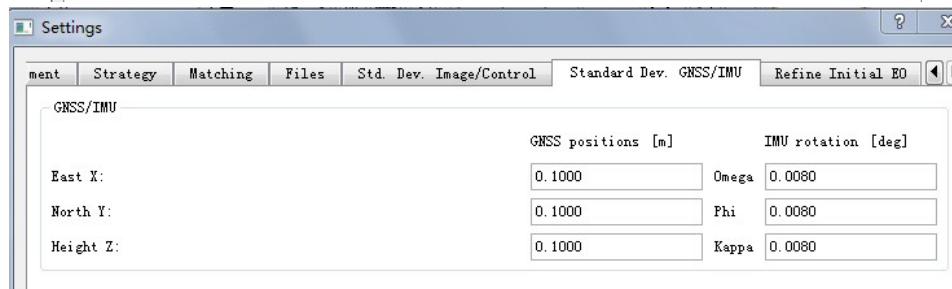 Settings
ment Strategy Matching Files Std. Dev. Image/Control Standard Dev. GNSS/IMU Refine Initial EO
GNSS/IMU
GNSS positions [m] IMU rotation [deg]
East X: 0.1000 Omega 0.0080
North Y: 0.1000 Phi 0.0080
Height Z: 0.1000 Kappa 0.0080